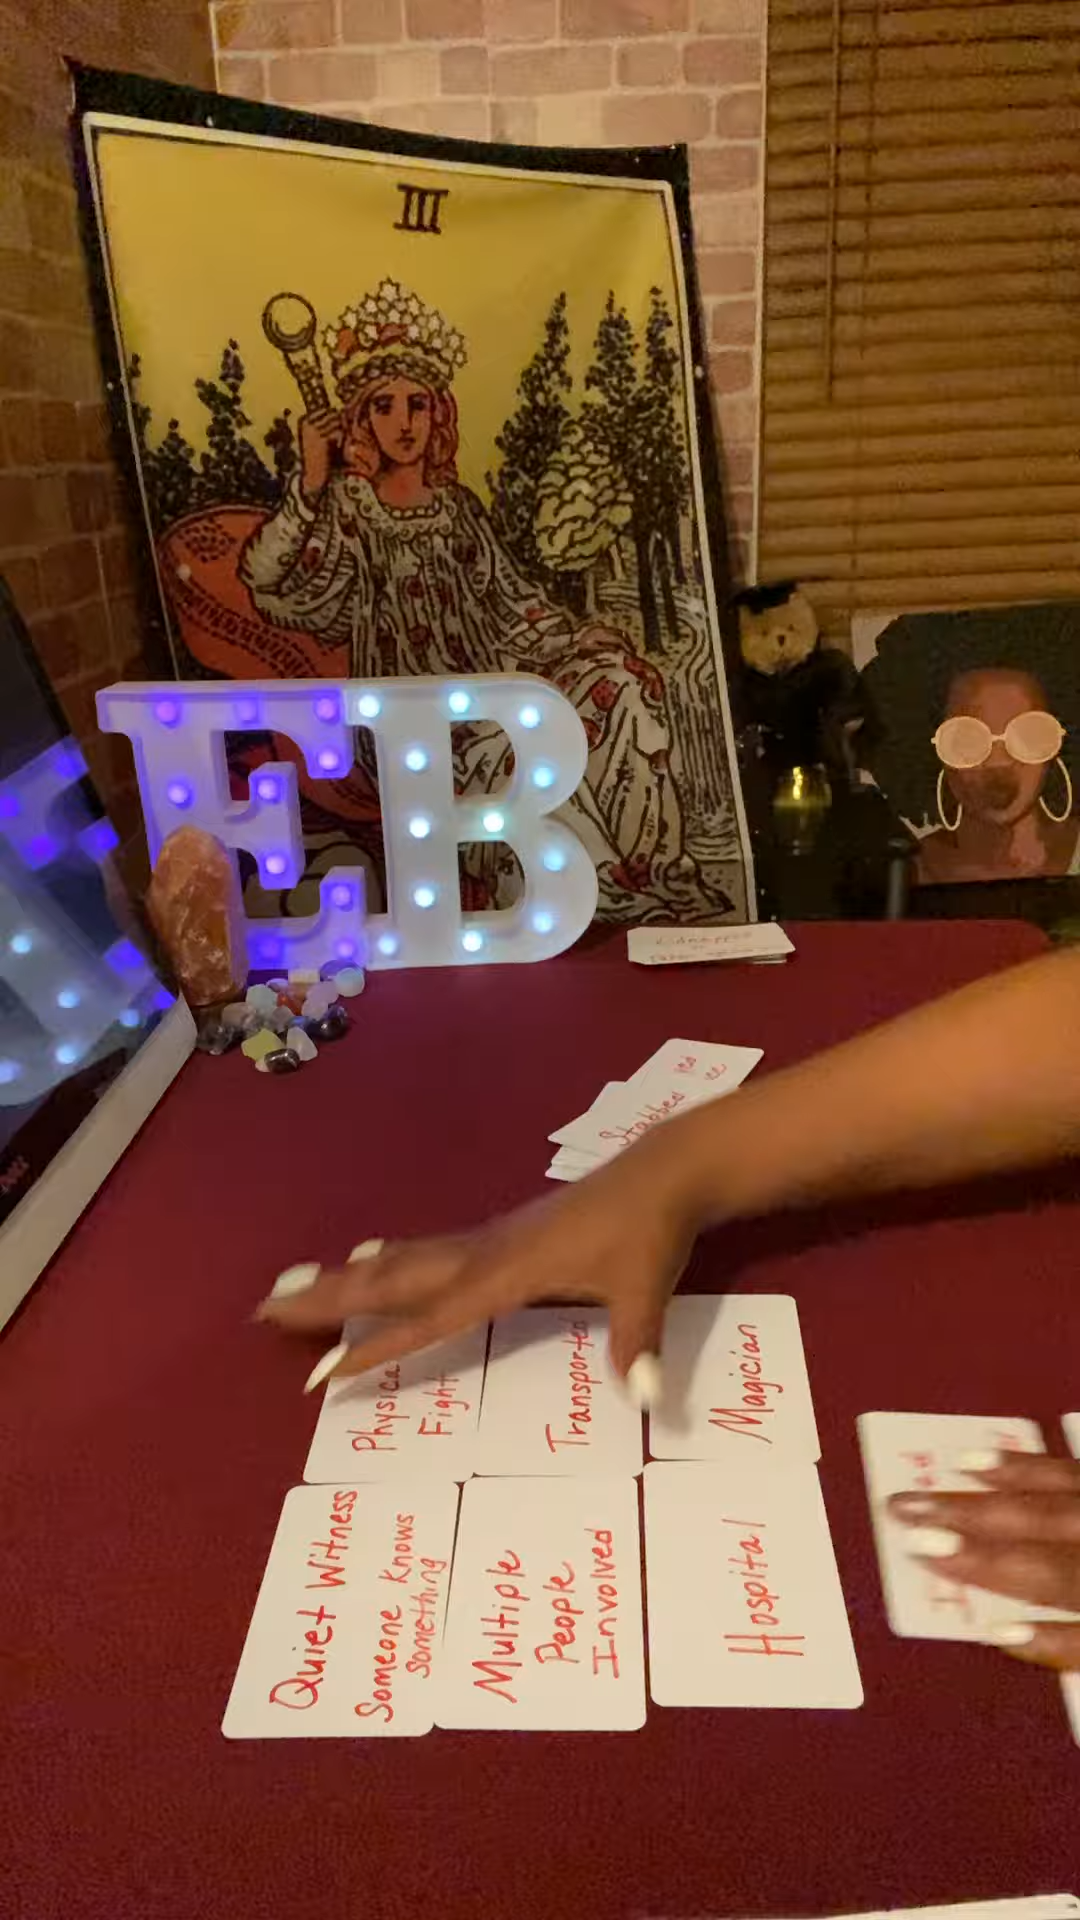 III
EB
Stabbed
Physical
Fight
Transported
Magician
Quiet Witness
Someone Knows
Something
Multiple
People
Involved
Hospital